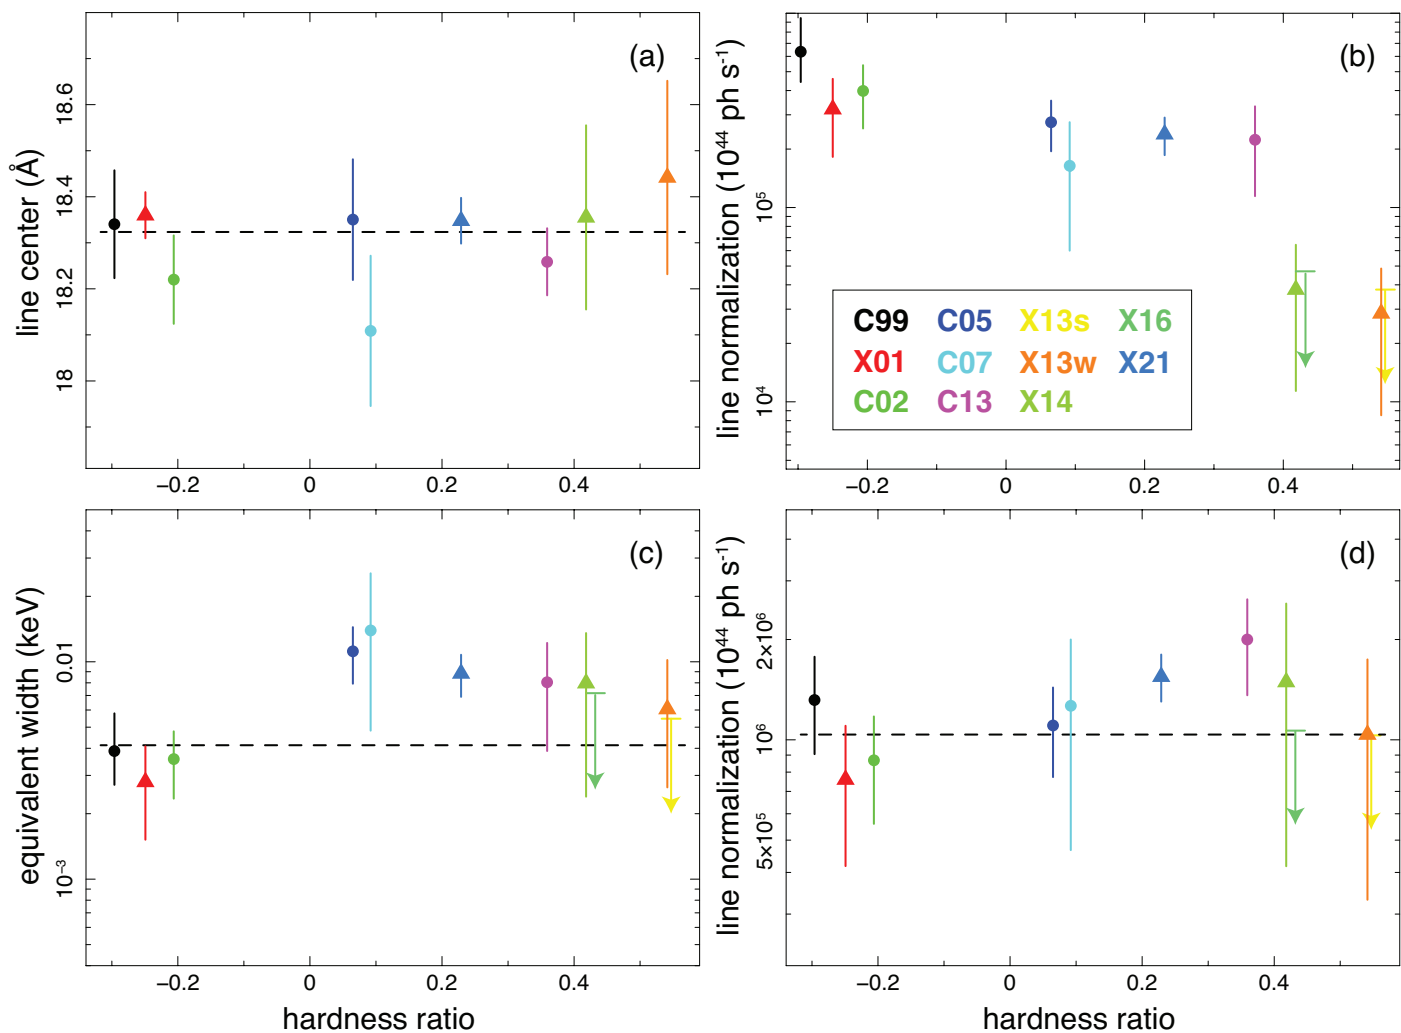 (a)
line center (Å)
18.6
18.4
18.2
18
−0.2 0 0.2 0.4
(b)
line normalization (10⁴⁴ ph s⁻¹)
10⁵
10⁴
C99 C05 X13s X16
X01 C07 X13w X21
C02 C13 X14
−0.2 0 0.2 0.4
(c)
equivalent width (keV)
0.01
10⁻³
−0.2 0 0.2 0.4
hardness ratio
(d)
line normalization (10⁴⁴ ph s⁻¹)
2×10⁶
10⁶
5×10⁵
−0.2 0 0.2 0.4
hardness ratio